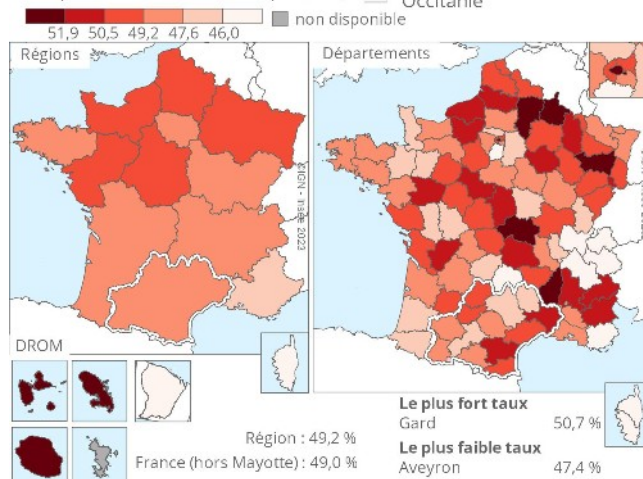 Occitanie
51,9 50,5 49,2 47,6 46,0 non disponible
Régions
Départements
©IGN - Insee 2023
DROM
Région : 49,2 %
France (hors Mayotte) : 49,0 %
Le plus fort taux
Gard 50,7 %
Le plus faible taux
Aveyron 47,4 %